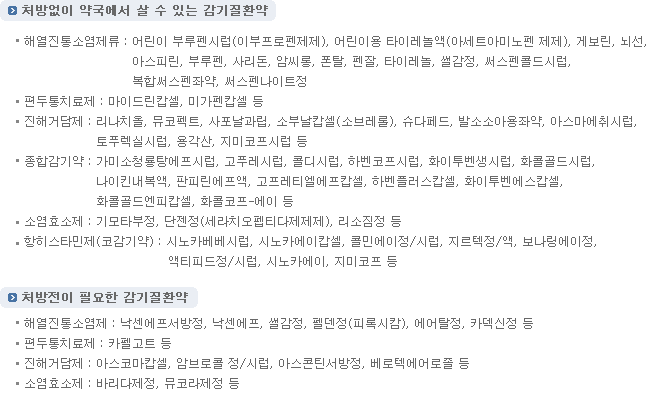 처방없이 약국에서 살 수 있는 감기질환약
• 해열진통소염제류 : 어린이 부루펜시럽(이부프로펜제제), 어린이용 타이레놀액(아세트아미노펜 제제), 게보린, 뇌선,
아스피린, 부루펜, 사리돈, 암씨롱, 폰탈, 펜잘, 타이레놀, 썰감정, 써스펜콜드시럽,
복합써스펜좌약, 써스펜나이트정
• 편두통치료제 : 마이드린캅셀, 미가펜캅셀 등
• 진해거담제 : 리나치올, 뮤코펙트, 사포날과립, 소부날캅셀(소브레롤), 슈다페드, 발소소아용좌약, 아스마에취시럽,
토푸렉실시럽, 용각산, 지미코프시럽 등
• 종합감기약 : 가미소청룡탕에프시럽, 고푸레시럽, 콜디시럽, 하벤코프시럽, 화이투벤생시럽, 화콜골드시럽,
나이킨내복액, 판피린에프액, 고프레티엘에프캅셀, 하벤플러스캅셀, 화이투벤에스캅셀,
화콜골드엔피캅셀, 화콜코프-에이 등
• 소염효소제 : 기모타부정, 단젠정(세라치오펩티다제제제), 리소짐정 등
• 항히스타민제(코감기약) : 시노카베베시럽, 시노카에이캅셀, 콜민에이정/시럽, 지르텍정/액, 보나링에이정,
액티피드정/시럽, 시노카에이, 지미코프 등
처방전이 필요한 감기질환약
• 해열진통소염제 : 낙센에프서방정, 낙센에프, 썰감정, 펠덴정(피록시캅), 에어탈정, 카덱신정 등
• 편두통치료제 : 카펠고트 등
• 진해거담제 : 아스코마캅셀, 암브로콜 정/시럽, 아스콘틴서방정, 베로텍에어로졸 등
• 소염효소제 : 바리다제정, 뮤코라제정 등